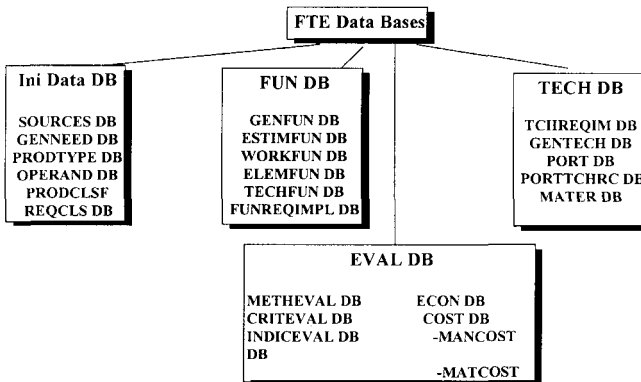 FTE Data Bases
Ini Data DB
SOURCES DB
GENNEED DB
PRODTYPE DB
OPERAND DB
PRODCLSF
REQCLS DB
FUN DB
GENFUN DB
ESTIMFUN DB
WORKFUN DB
ELEMFUN DB
TECHFUN DB
FUNREQIMPL DB
TECH DB
TCHREQIM DB
GENTECH DB
PORT DB
PORTTCHRC DB
MATER DB
EVAL DB
METHEVAL DB
CRITEVAL DB
INDICEVAL DB
DB
ECON DB
COST DB
-MANCOST
-MATCOST